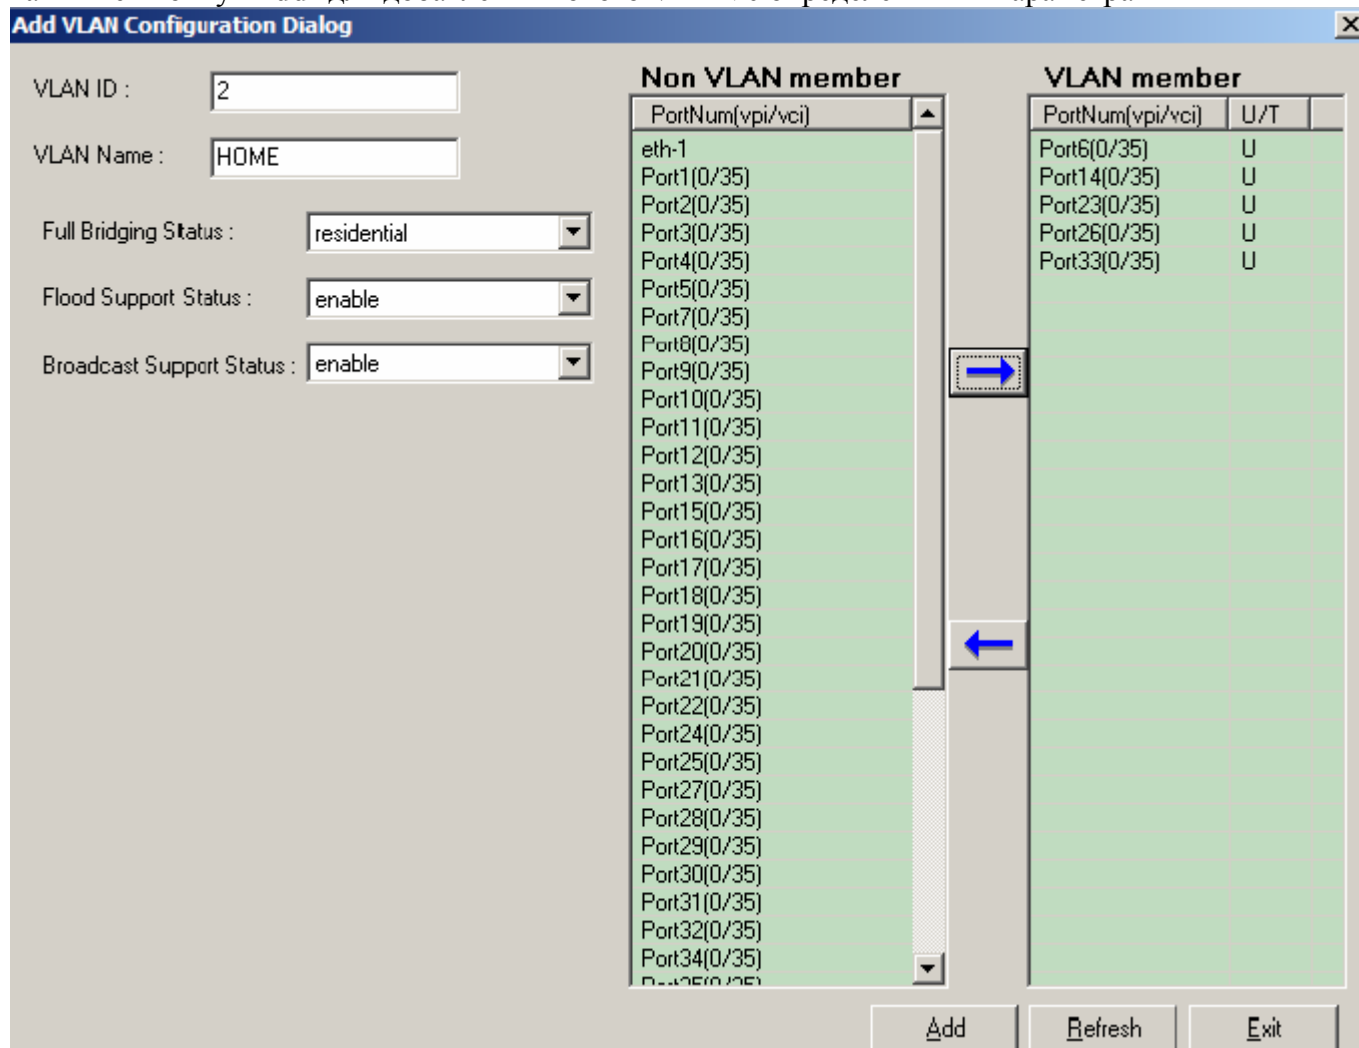 Add VLAN Configuration Dialog
VLAN ID :
2
VLAN Name :
HOME
Full Bridging Status :
residential
Flood Support Status :
enable
Broadcast Support Status :
enable
Non VLAN member
PortNum(vpi/vci)
eth-1
Port1(0/35)
Port2(0/35)
Port3(0/35)
Port4(0/35)
Port5(0/35)
Port7(0/35)
Port8(0/35)
Port9(0/35)
Port10(0/35)
Port11(0/35)
Port12(0/35)
Port13(0/35)
Port15(0/35)
Port16(0/35)
Port17(0/35)
Port18(0/35)
Port19(0/35)
Port20(0/35)
Port21(0/35)
Port22(0/35)
Port24(0/35)
Port25(0/35)
Port27(0/35)
Port28(0/35)
Port29(0/35)
Port30(0/35)
Port31(0/35)
Port32(0/35)
Port34(0/35)
VLAN member
PortNum(vpi/vci) U/T
Port6(0/35) U
Port14(0/35) U
Port23(0/35) U
Port26(0/35) U
Port33(0/35) U
Add
Refresh
Exit